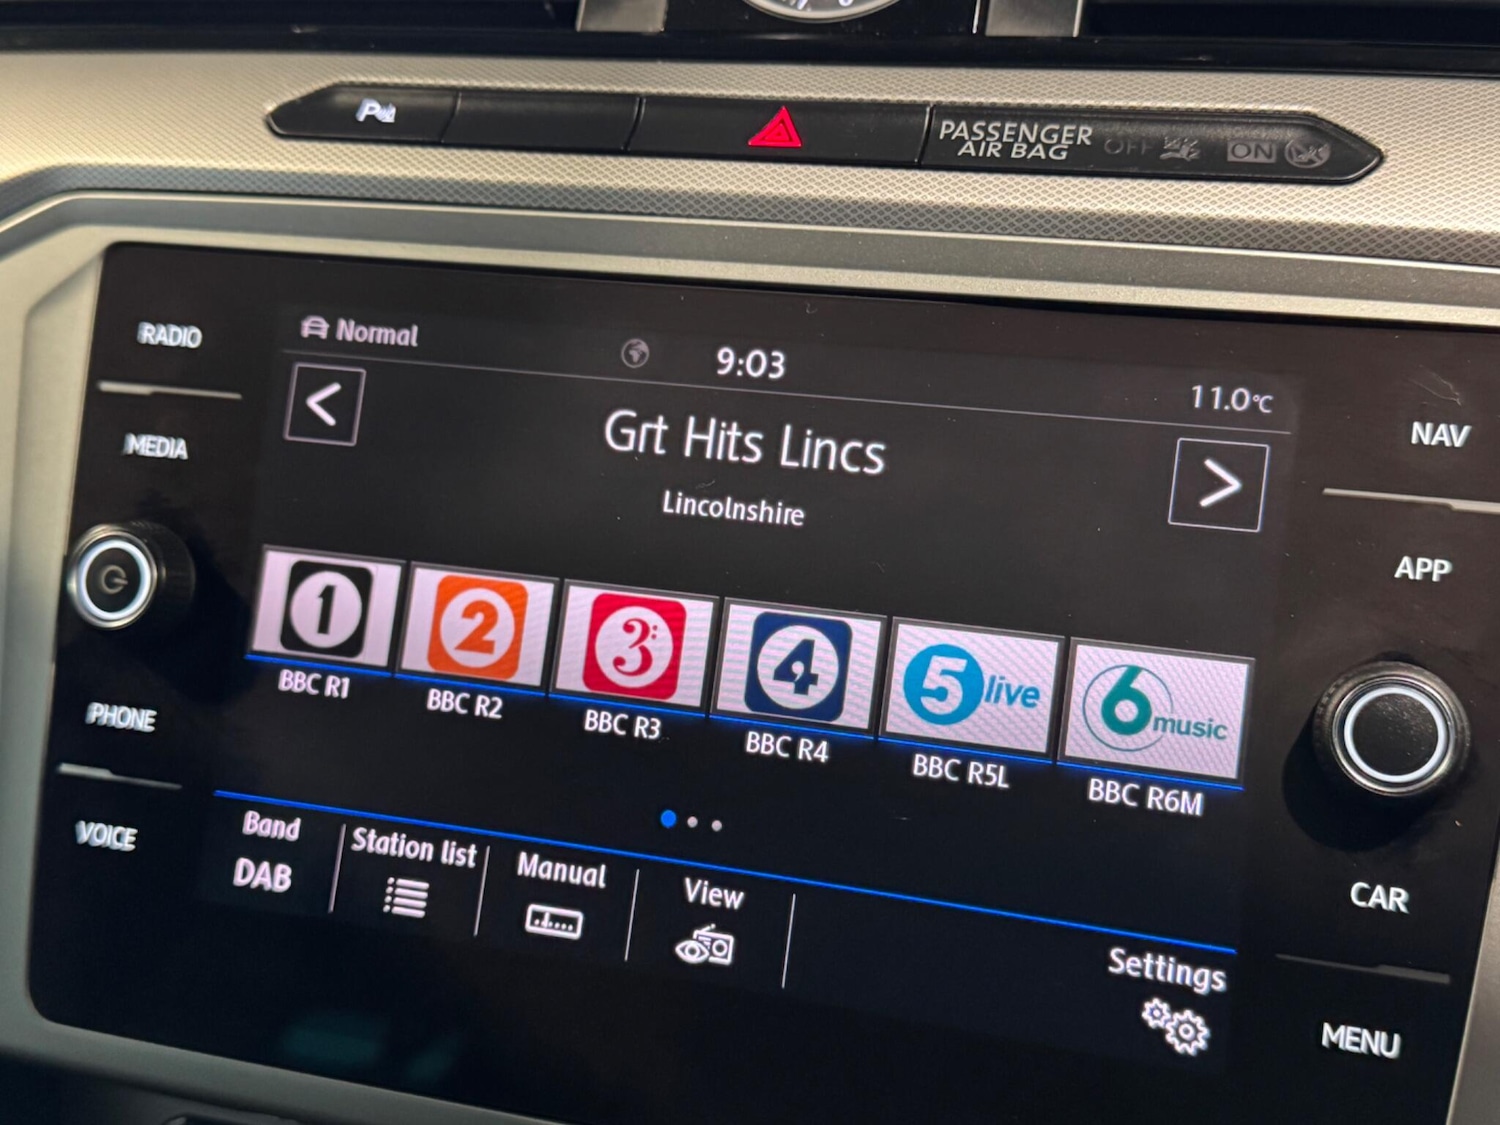 PASSENGER
AIR BAG OFF ON
RADIO
MEDIA
PHONE
VOICE
Normal
9:03
11.0°C
<
Grt Hits Lincs
>
Lincolnshire
1
2
3
4
5 live
6 music
BBC R1
BBC R2
BBC R3
BBC R4
BBC R5L
BBC R6M
Band
DAB
Station list
Manual
View
Settings
NAV
APP
CAR
MENU